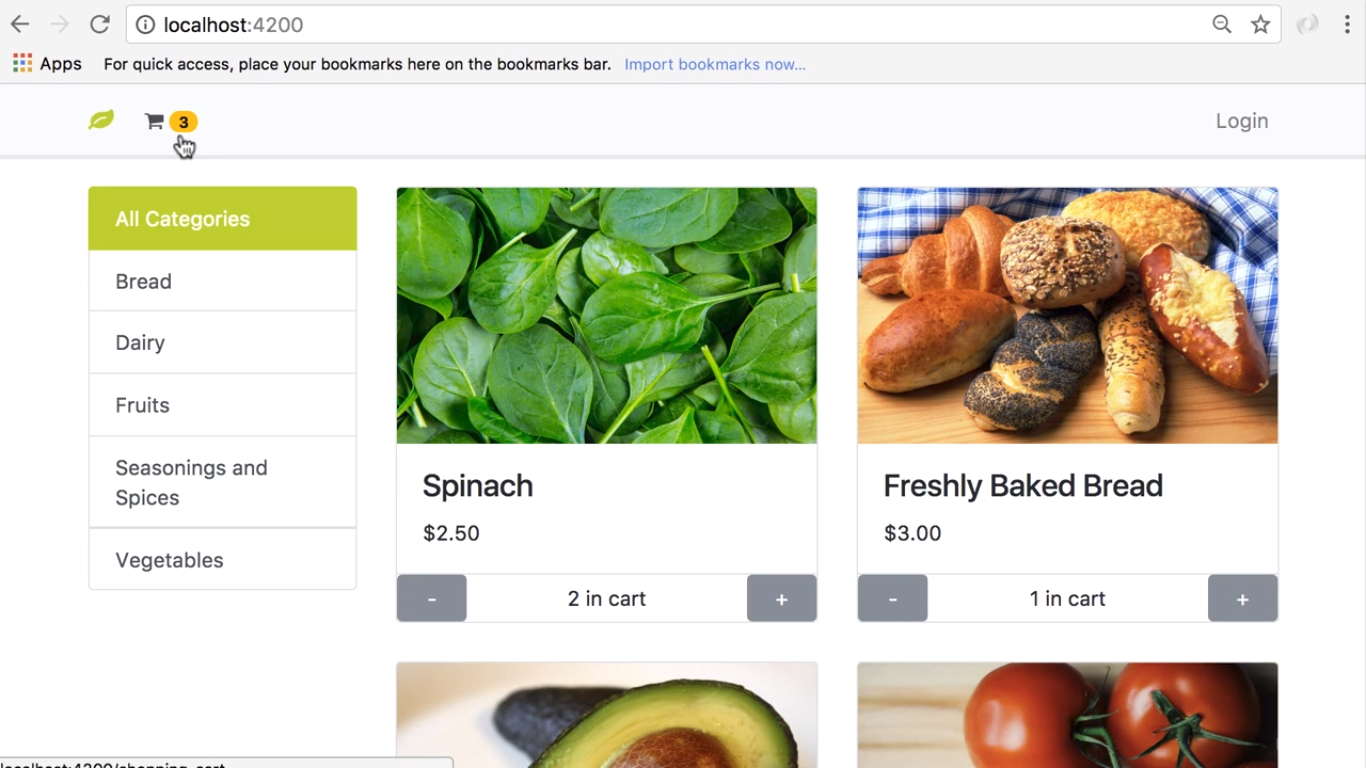 localhost:4200
Apps For quick access, place your bookmarks here on the bookmarks bar. Import bookmarks now...
3 Login
All Categories
Bread
Dairy
Fruits
Seasonings and
Spices
Vegetables
Spinach
$2.50
- 2 in cart +
Freshly Baked Bread
$3.00
- 1 in cart +
localhost:4200/shopping-cart